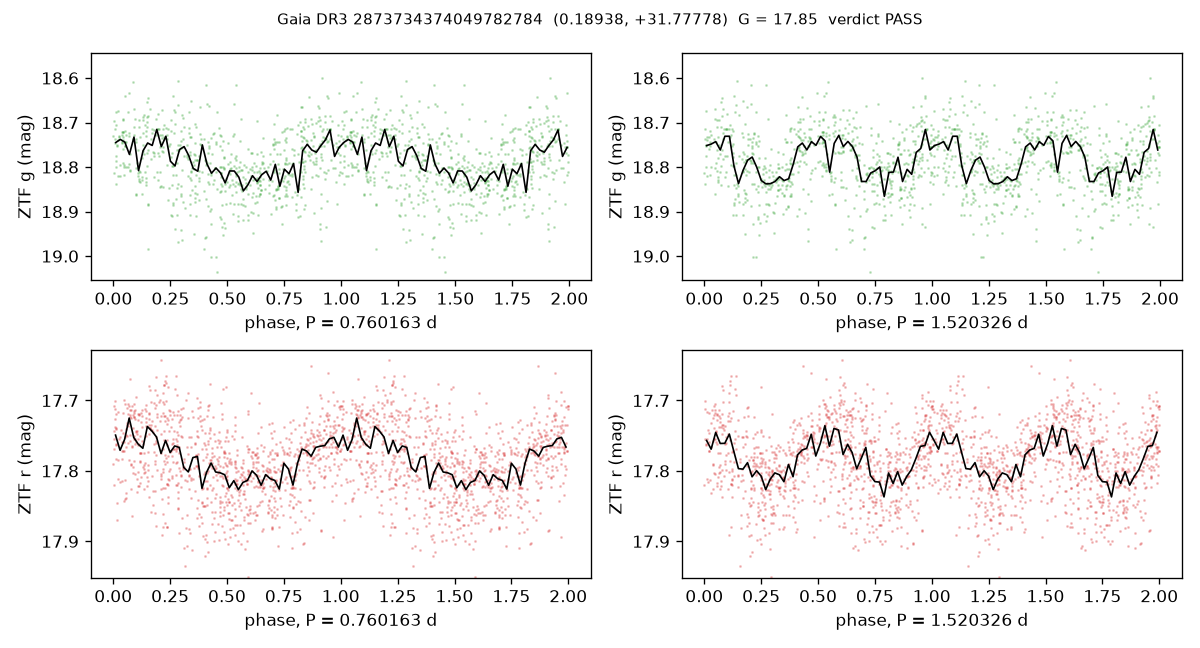 Gaia DR3 2873734374049782784 (0.18938, +31.77778) G = 17.85 verdict PASS
ZTF g (mag)
18.6
18.7
18.8
18.9
19.0
0.00 0.25 0.50 0.75 1.00 1.25 1.50 1.75 2.00
phase, P = 0.760163 d
ZTF g (mag)
18.6
18.7
18.8
18.9
19.0
0.00 0.25 0.50 0.75 1.00 1.25 1.50 1.75 2.00
phase, P = 1.520326 d
ZTF r (mag)
17.7
17.8
17.9
0.00 0.25 0.50 0.75 1.00 1.25 1.50 1.75 2.00
phase, P = 0.760163 d
ZTF r (mag)
17.7
17.8
17.9
0.00 0.25 0.50 0.75 1.00 1.25 1.50 1.75 2.00
phase, P = 1.520326 d